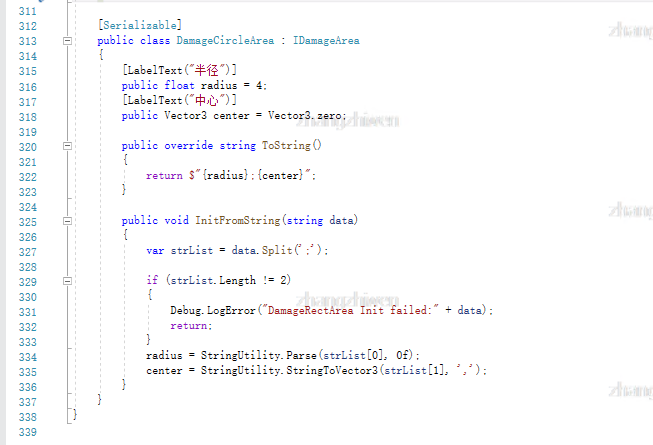 311
312 [Serializable]
313 public class DamageCircleArea : IDamageArea
314 {
315 [LabelText("半径")]
316 public float radius = 4;
317 [LabelText("中心")]
318 public Vector3 center = Vector3.zero;
zhangzhiwen
319
320 public override string ToString()
321 {
322 return $"{radius};{center}";
323 }
324
325 public void InitFromString(string data)
326 {
327 var strList = data.Split(';');
328
329 if (strList.Length != 2)
330 {
zhangzhiwen
331 Debug.LogError("DamageRectArea Init failed:" + data);
332 return;
333 }
334 radius = StringUtility.Parse(strList[0], 0f);
335 center = StringUtility.StringToVector3(strList[1], ',');
336 }
337 }
338 }
339